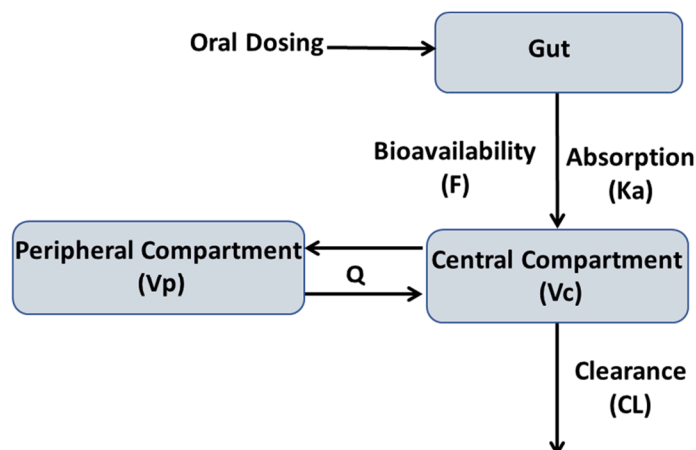 Oral Dosing
Gut
Bioavailability
(F)
Absorption
(Ka)
Peripheral Compartment
(Vp)
Q
Central Compartment
(Vc)
Clearance
(CL)